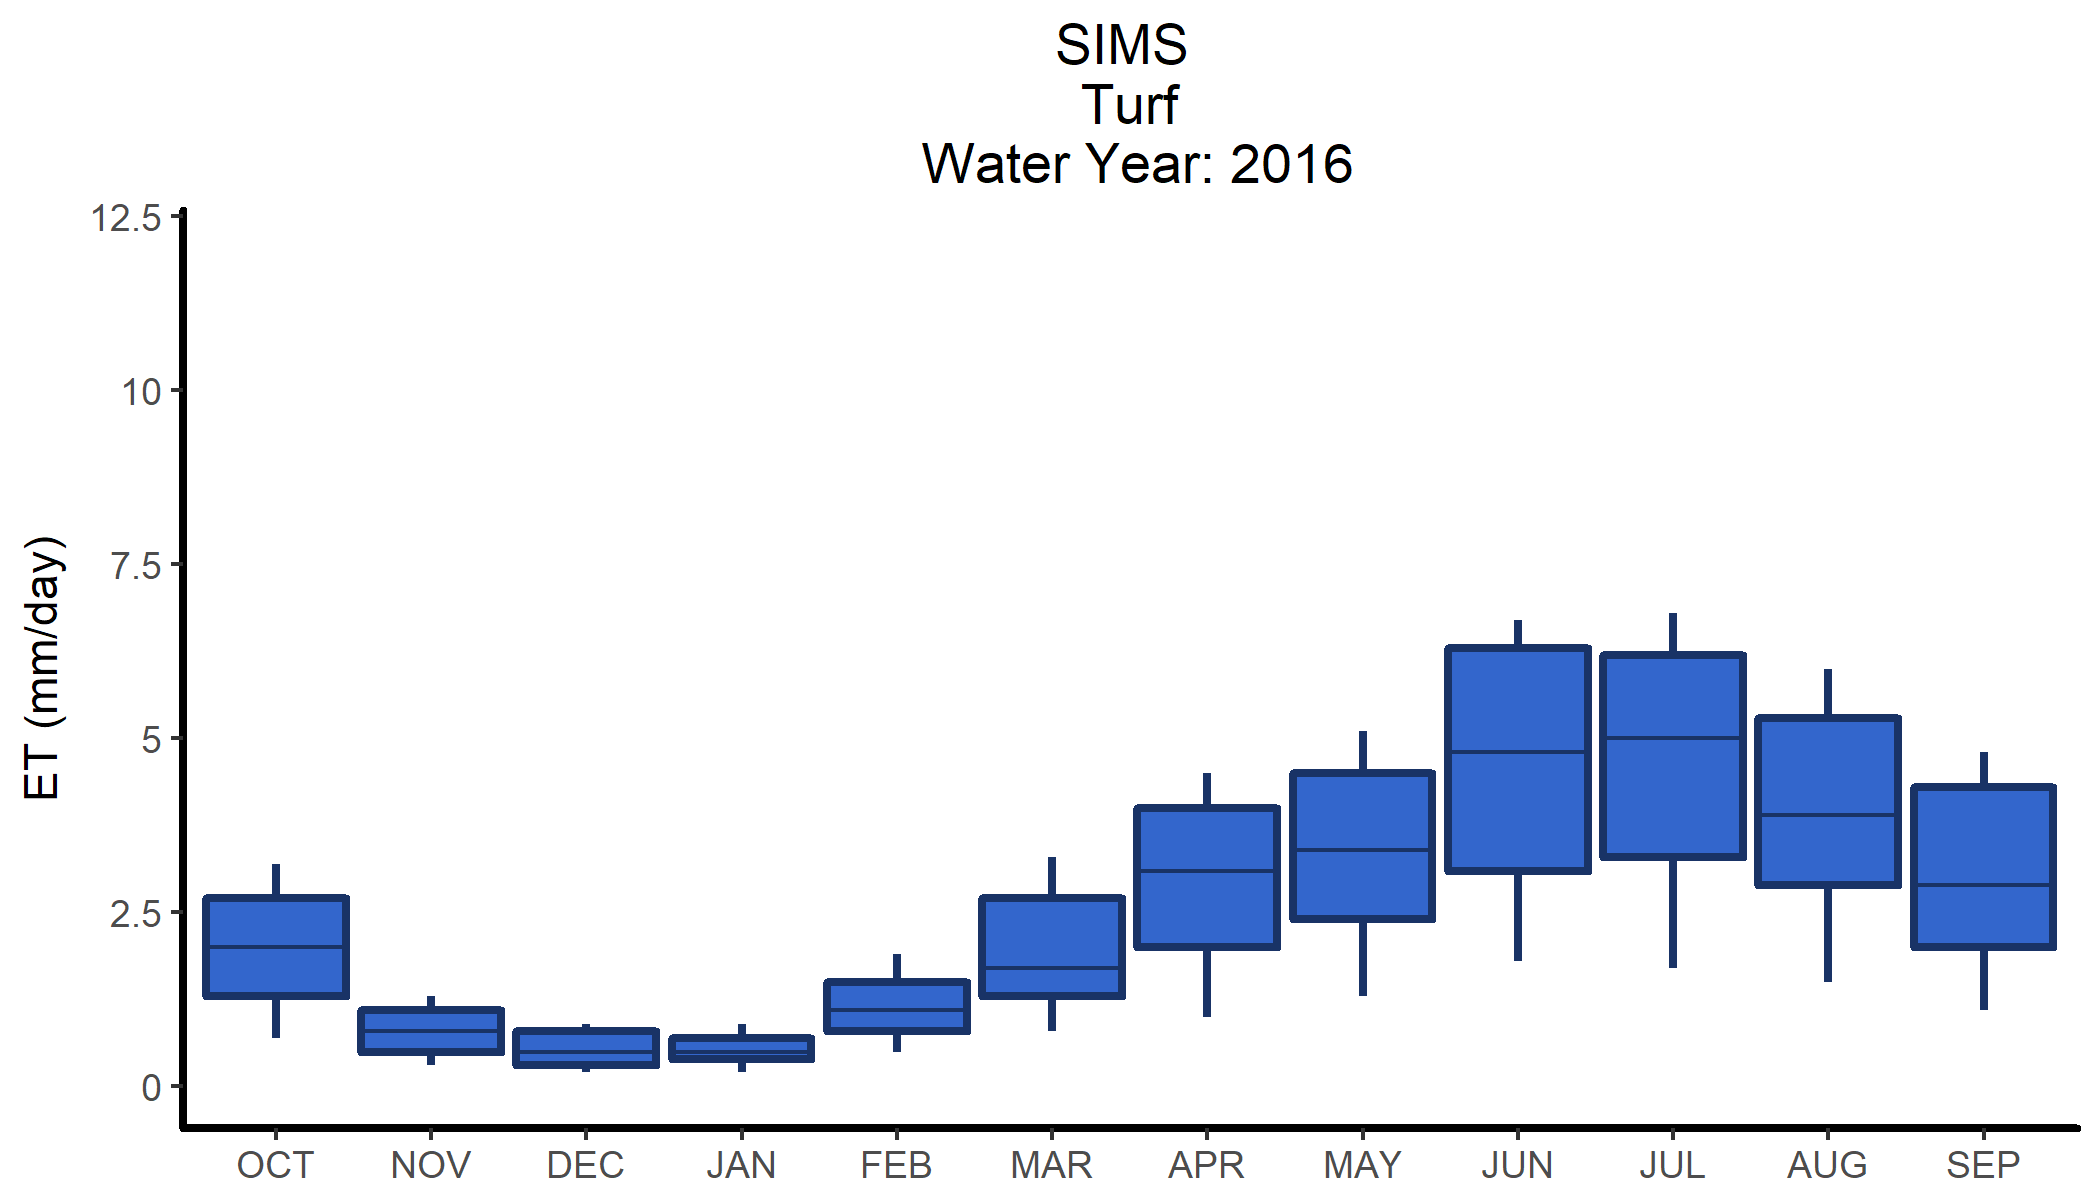 SIMS
Turf
Water Year: 2016
12.5
10
7.5
5
2.5
0
ET (mm/day)
OCT NOV DEC JAN FEB MAR APR MAY JUN JUL AUG SEP